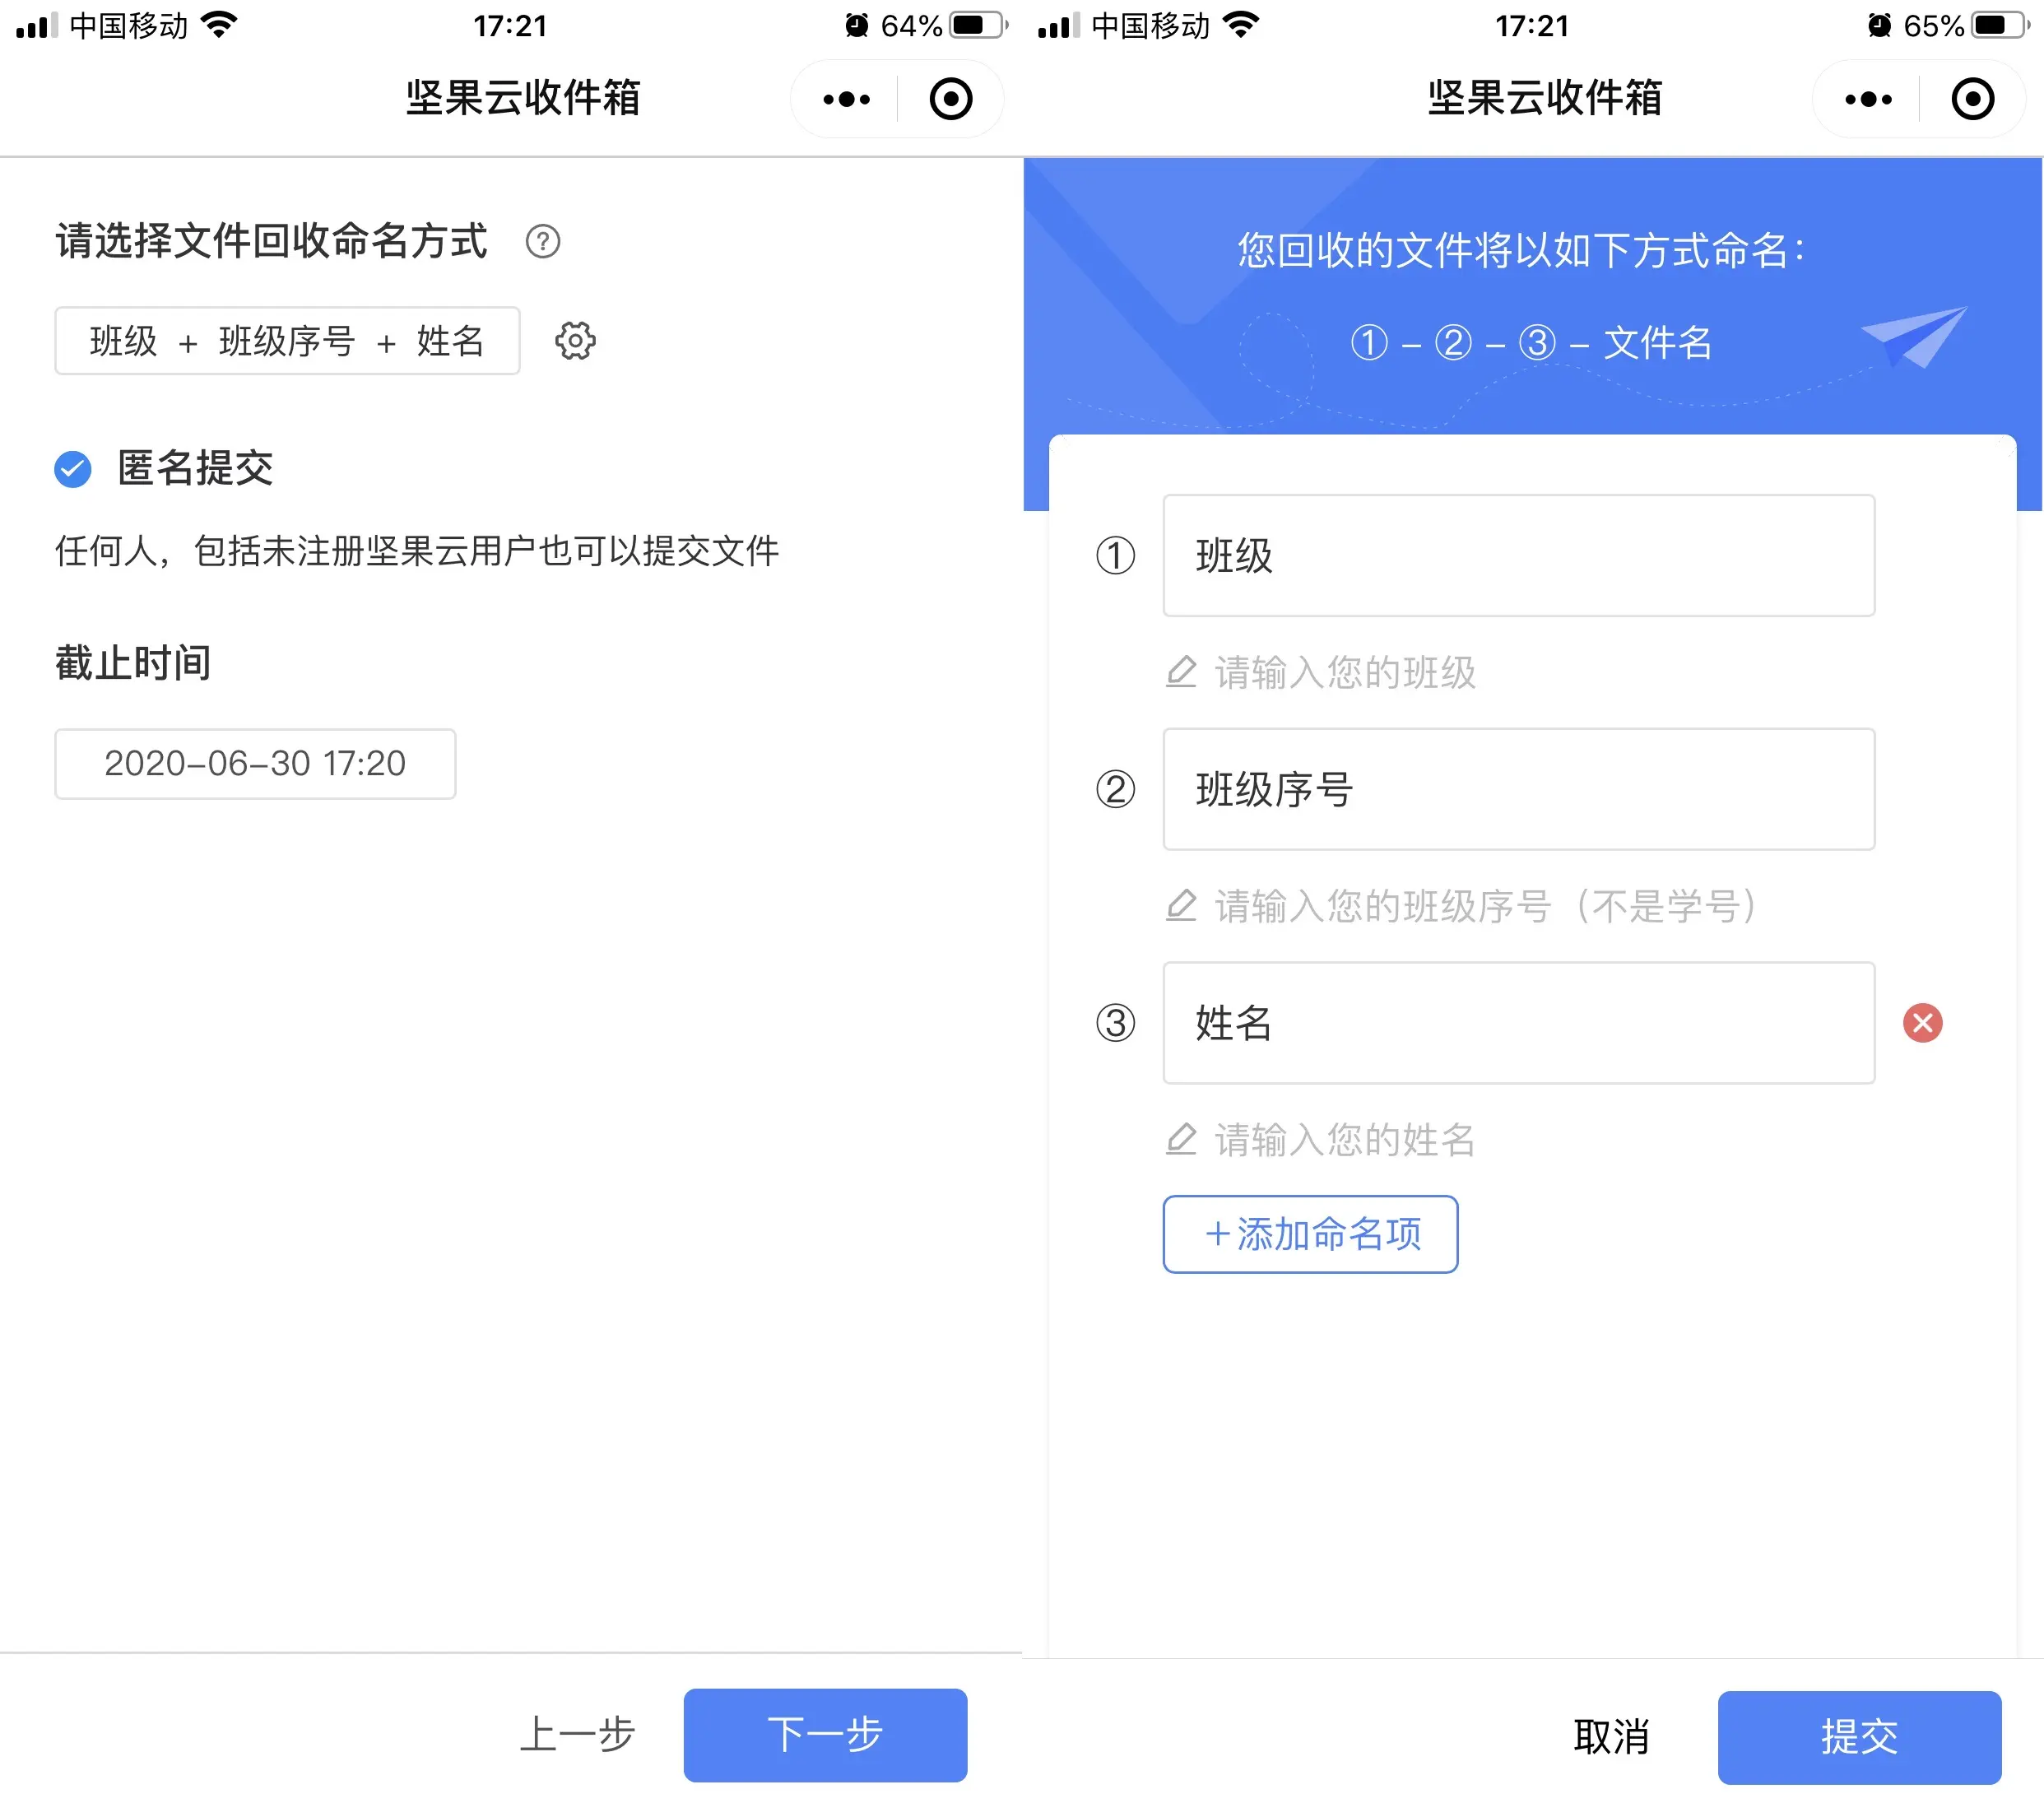 中国移动 17:21 64%
坚果云收件箱
请选择文件回收命名方式 ?
班级 + 班级序号 + 姓名
匿名提交
任何人，包括未注册坚果云用户也可以提交文件
截止时间
2020-06-30 17:20
上一步 下一步
中国移动 17:21 65%
坚果云收件箱
您回收的文件将以如下方式命名：
① - ② - ③ - 文件名
① 班级
请输入您的班级
② 班级序号
请输入您的班级序号（不是学号）
③ 姓名
请输入您的姓名
+添加命名项
取消 提交